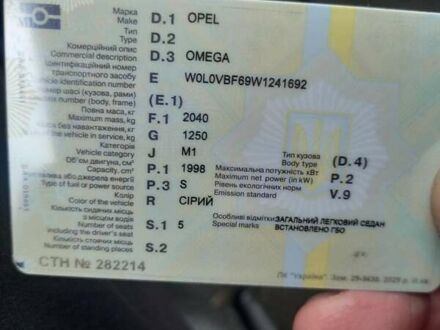 Марка
Make D.1 OPEL
Тип
Type D.2
Комерційний опис
Commercial description D.3 OMEGA
Ідентифікаційний номер
транспортного засобу
Vehicle identification number E W0L0VBF69W1241692
номер шасі (кузова, рами)
number (body, frame) (E.1)
Повна маса, кг
Maximum mass, kg F.1 2040
без навантаження, кг
of the vehicle in service, kg G 1250
Категорія
Vehicle category J M1
Об'єм двигуна, см³
Capacity, cm³ P.1 1998
або джерела енергії
Type of fuel or power source P.3 S
Колір
Color of vehicle R СІРИЙ
Кількість сидячих місць
з місцем водія
Number of seats
including the driver's seat S.1 5
Кількість стоячих місць
Number of standing places S.2
Тип кузова
Body type (D.4)
Максимальна потужність кВт
Maximum net power (in kW) P.2
Рівень екологічних норм
Emission standard V.9
Особливі відмітки
Special marks ЗАГАЛЬНИЙ ЛЕГКОВИЙ СЕДАН
ВСТАНОВЛЕНО ГБО
СТН № 282214